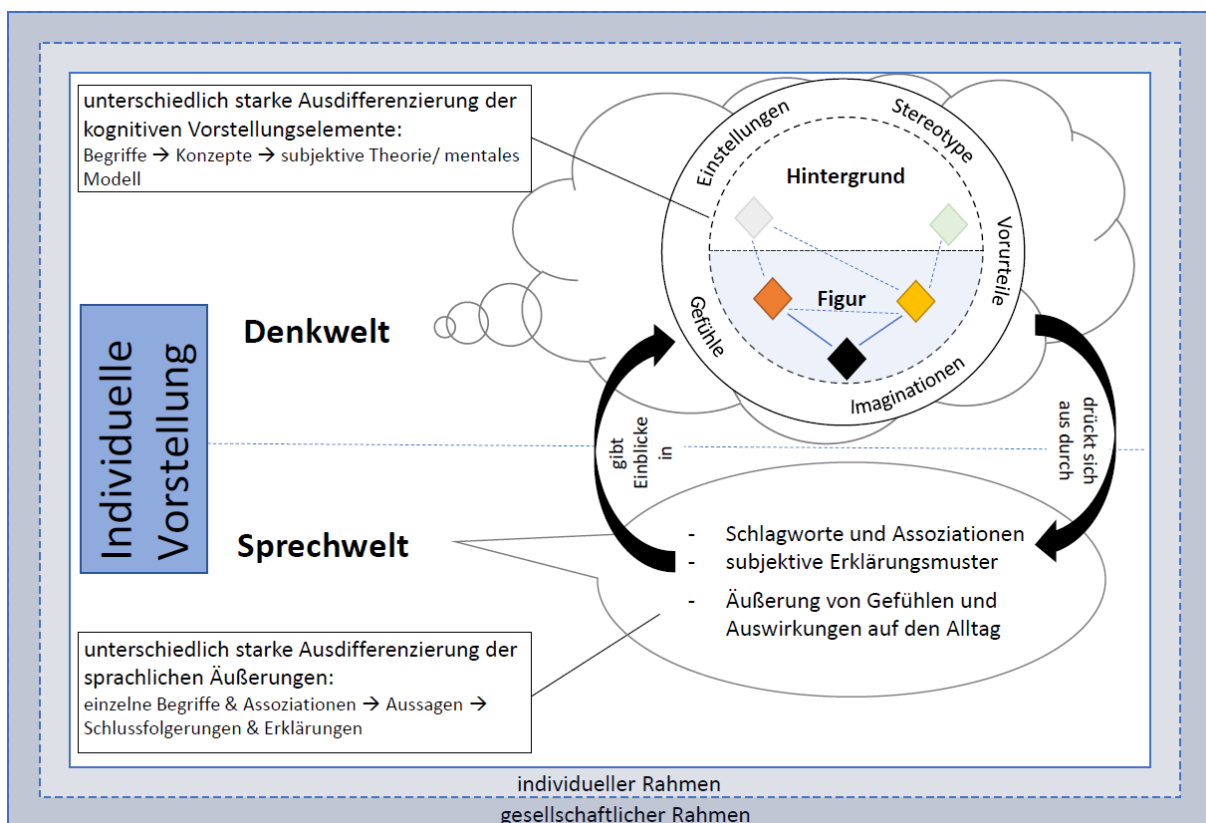 unterschiedlich starke Ausdifferenzierung der
kognitiven Vorstellungselemente:
Begriffe → Konzepte → subjektive Theorie/ mentales
Modell
Einstellungen
Stereotype
Hintergrund
Vorurteile
Figur
Gefühle
Imaginationen
Denkwelt
Individuelle
Vorstellung
gibt
Einblicke
in
drückt sich
aus durch
Sprechwelt
- Schlagworte und Assoziationen
- subjektive Erklärungsmuster
- Äußerung von Gefühlen und
Auswirkungen auf den Alltag
unterschiedlich starke Ausdifferenzierung der
sprachlichen Äußerungen:
einzelne Begriffe & Assoziationen → Aussagen →
Schlussfolgerungen & Erklärungen
individueller Rahmen
gesellschaftlicher Rahmen